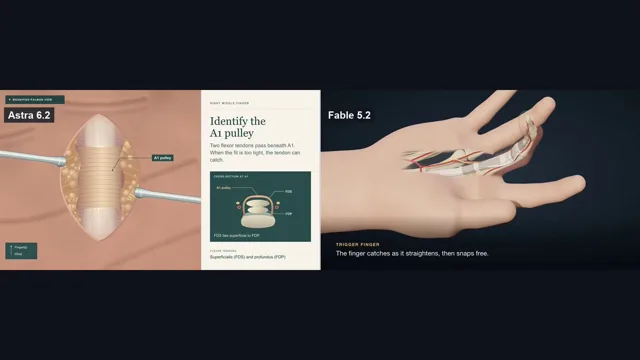 MAGNIFIED PALMAR VIEW
Astra 6.2
A1 pulley
Fingertip
Wrist
RIGHT MIDDLE FINGER
Identify the
A1 pulley
Two flexor tendons pass beneath A1.
When the fit is too tight, the tendon can
catch.
CROSS-SECTION AT A1
A1 pulley
FDS
FDP
FDS lies superficial to FDP.
FLEXOR TENDONS
Superficialis (FDS) and profundus (FDP)
Fable 5.2
TRIGGER FINGER
The finger catches as it straightens, then snaps free.